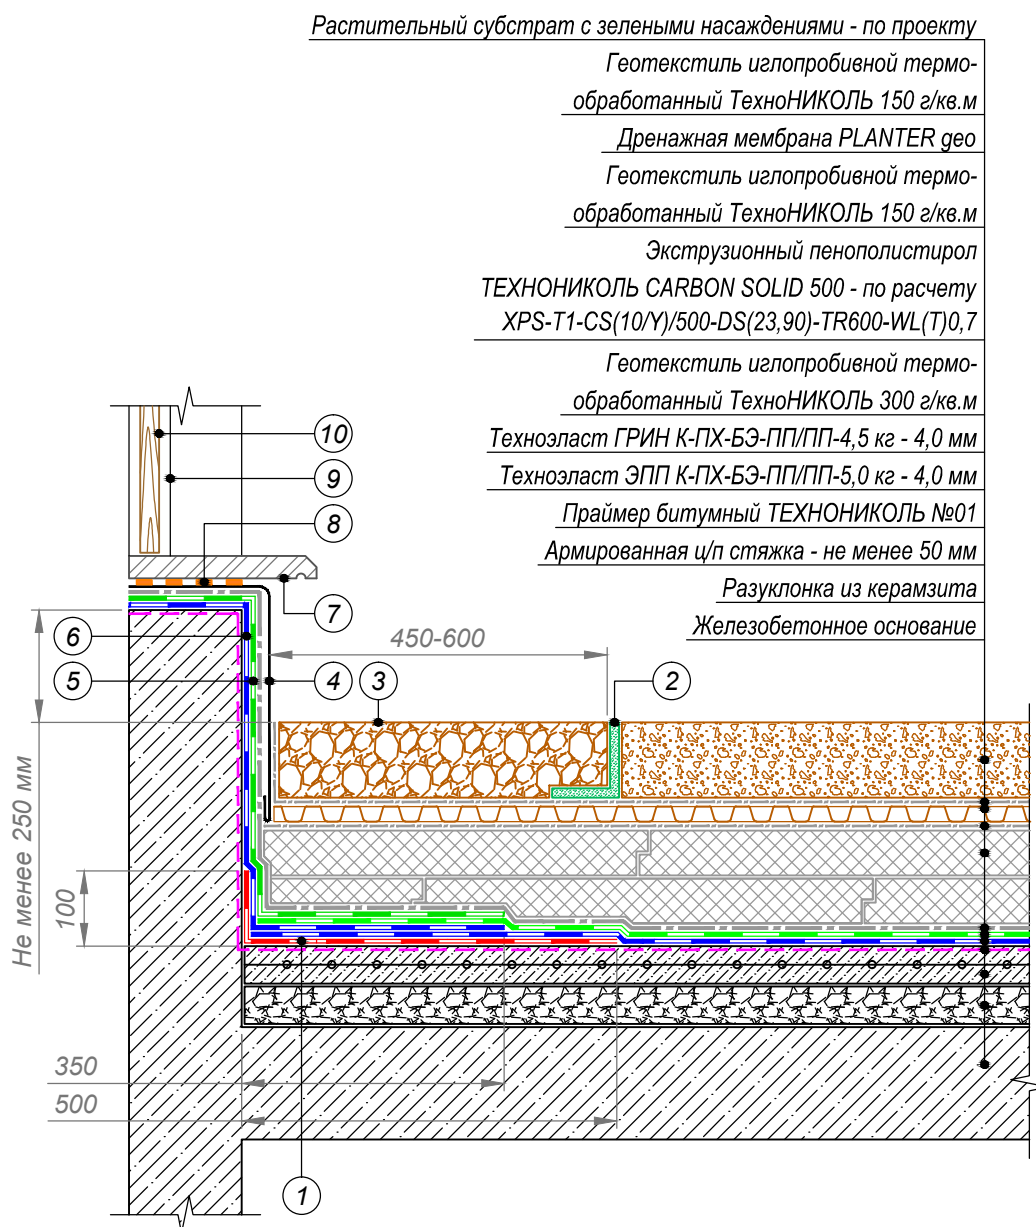 Растительный субстрат с зелеными насаждениями - по проекту
Геотекстиль иглопробивной термо-
обработанный ТехноНИКОЛЬ 150 г/кв.м
Дренажная мембрана PLANTER geo
Геотекстиль иглопробивной термо-
обработанный ТехноНИКОЛЬ 150 г/кв.м
Экструзионный пенополистирол
ТЕХНОНИКОЛЬ CARBON SOLID 500 - по расчету
XPS-T1-CS(10/Y)/500-DS(23,90)-TR600-WL(T)0,7
Геотекстиль иглопробивной термо-
обработанный ТехноНИКОЛЬ 300 г/кв.м
Техноэласт ГРИН К-ПХ-БЭ-ПП/ПП-4,5 кг - 4,0 мм
Техноэласт ЭПП К-ПХ-БЭ-ПП/ПП-5,0 кг - 4,0 мм
Праймер битумный ТЕХНОНИКОЛЬ №01
Армированная ц/п стяжка - не менее 50 мм
Разуклонка из керамзита
Железобетонное основание
10
9
8
7
6
5
4
3
2
450-600
Не менее 250 мм
100
350
500
1